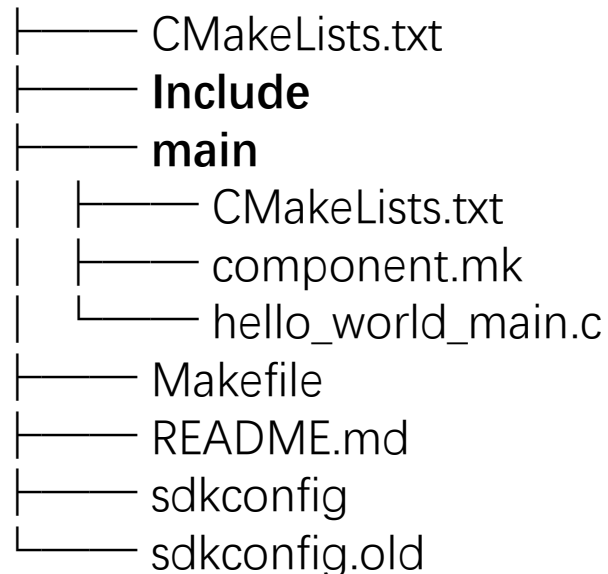 ├── CMakeLists.txt
├── Include
├── main
│   ├── CMakeLists.txt
│   ├── component.mk
│   └── hello_world_main.c
├── Makefile
├── README.md
├── sdkconfig
└── sdkconfig.old